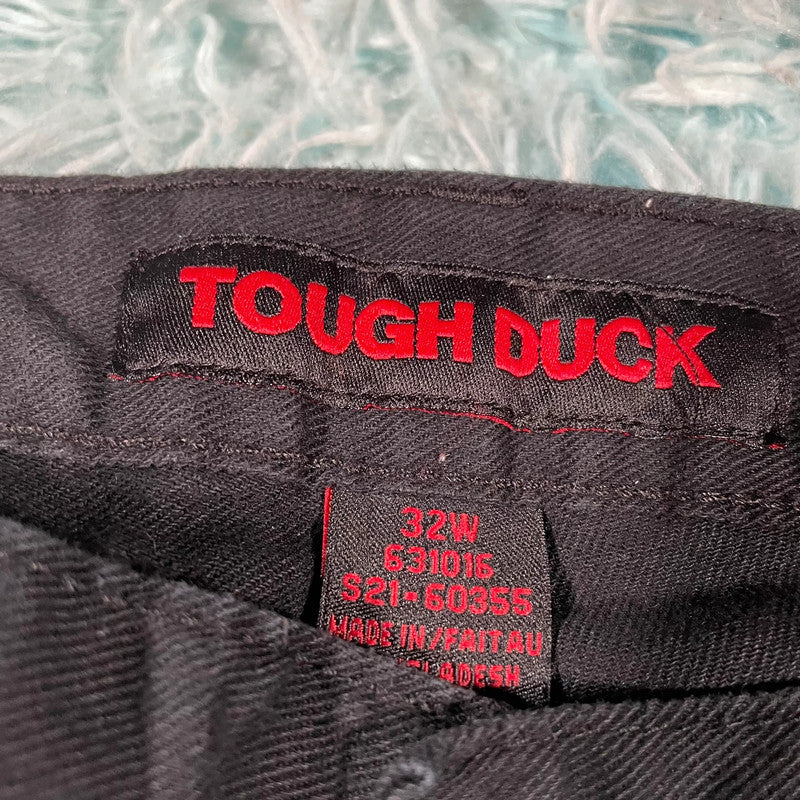 TOUGH DUCK
32W
631016
S21-60355
MADE IN/FAIT AU